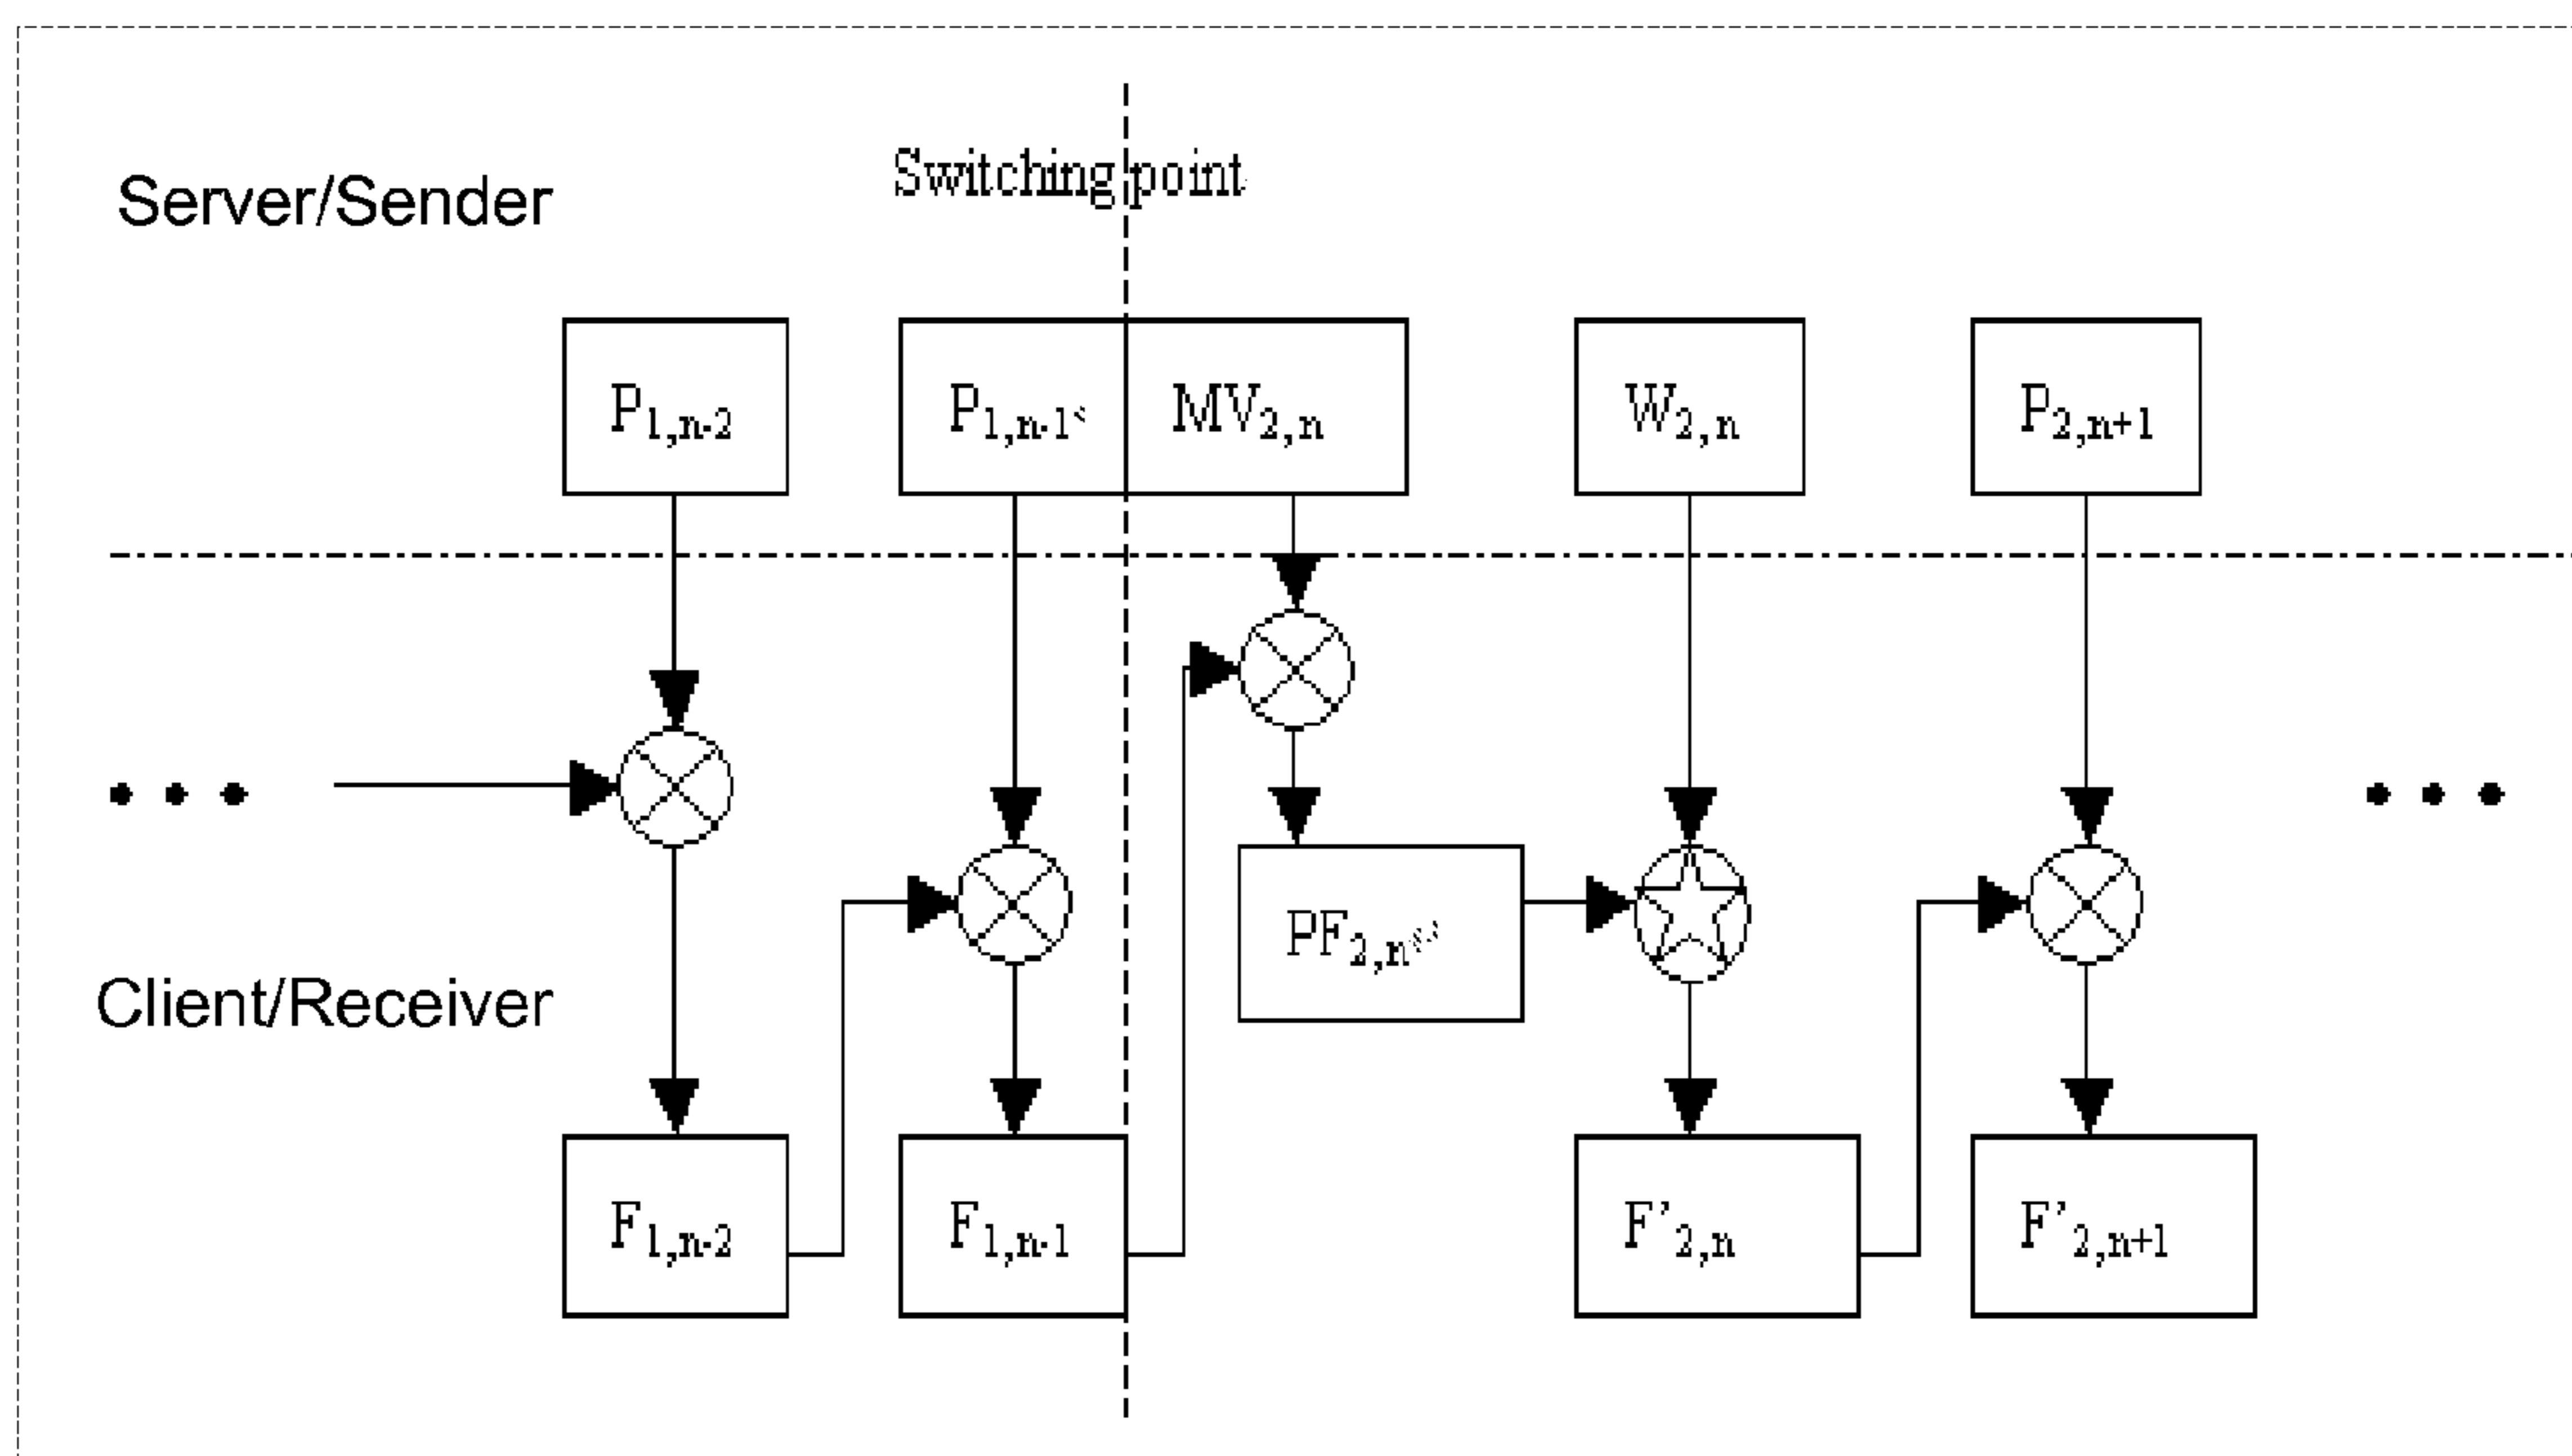 Switching point
Server/Sender
P1,n-2
P1,n-1
MV2,n
W2,n
P2,n+1
PF2,n
Client/Receiver
F1,n-2
F1,n-1
F’2,n
F’2,n+1